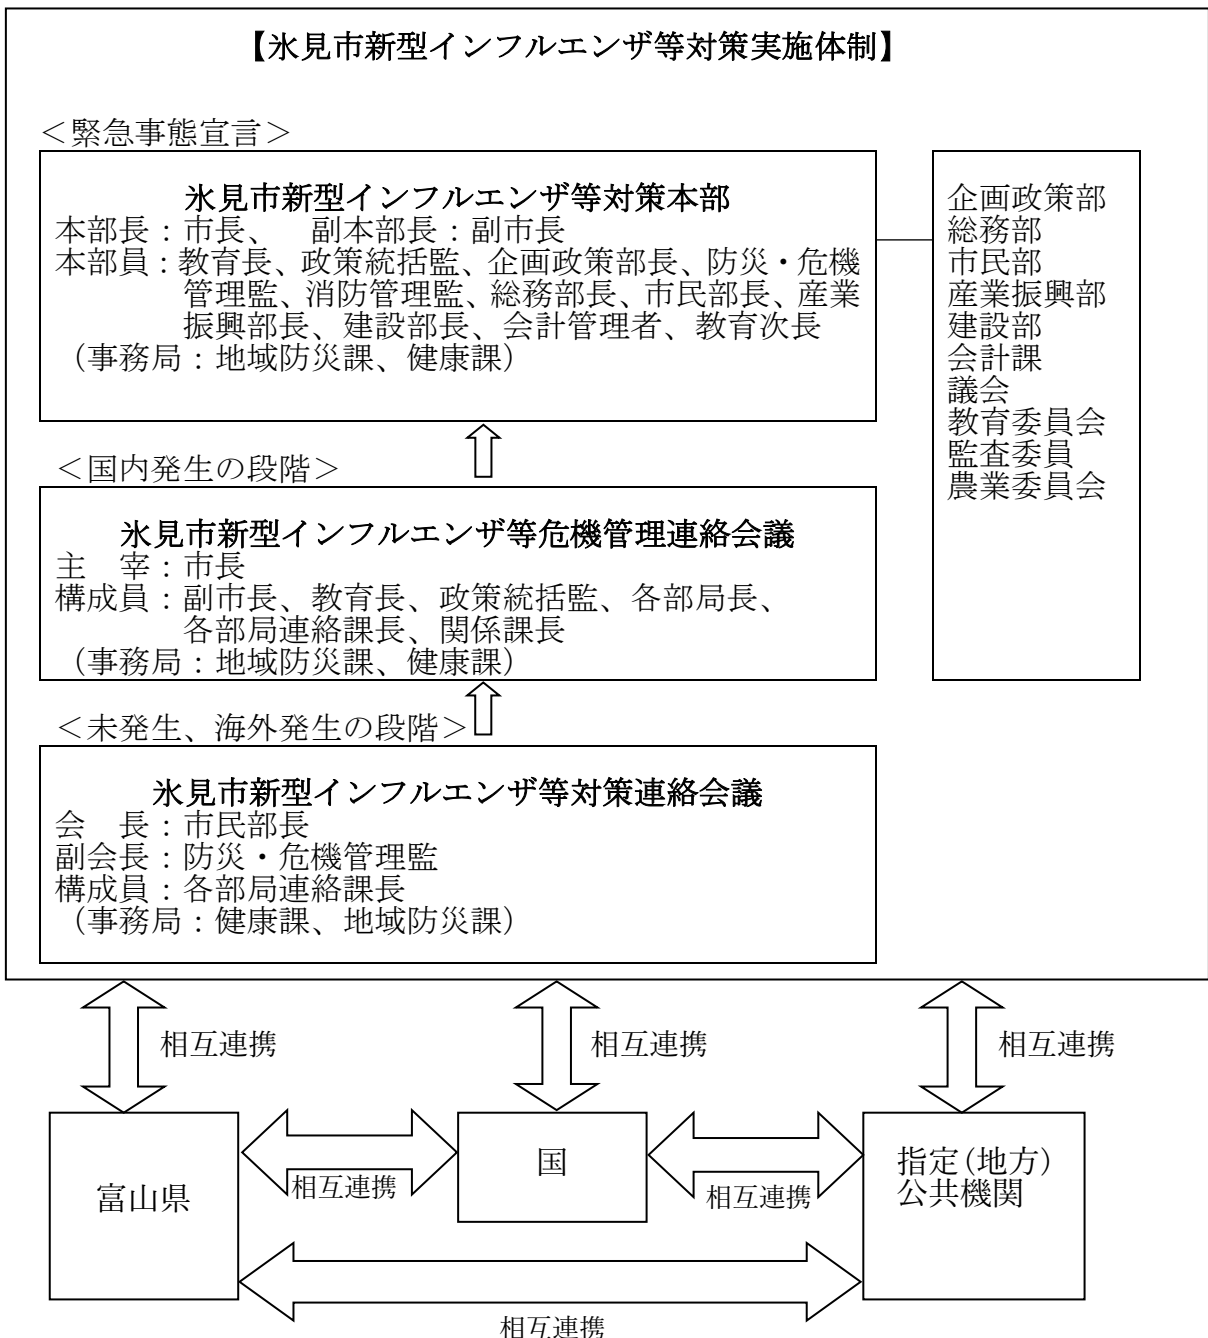 【氷見市新型インフルエンザ等対策実施体制】
＜緊急事態宣言＞
氷見市新型インフルエンザ等対策本部
本部長：市長、　副本部長：副市長
本部員：教育長、政策統括監、企画政策部長、防災・危機
管理監、消防管理監、総務部長、市民部長、産業
振興部長、建設部長、会計管理者、教育次長
（事務局：地域防災課、健康課）
企画政策部
総務部
市民部
産業振興部
建設部
会計課
議会
教育委員会
監査委員
農業委員会
＜国内発生の段階＞
氷見市新型インフルエンザ等危機管理連絡会議
主　宰：市長
構成員：副市長、教育長、政策統括監、各部局長、
各部局連絡課長、関係課長
（事務局：地域防災課、健康課）
＜未発生、海外発生の段階＞
氷見市新型インフルエンザ等対策連絡会議
会　長：市民部長
副会長：防災・危機管理監
構成員：各部局連絡課長
（事務局：健康課、地域防災課）
相互連携
相互連携
相互連携
富山県
相互連携
国
相互連携
指定(地方)
公共機関
相互連携